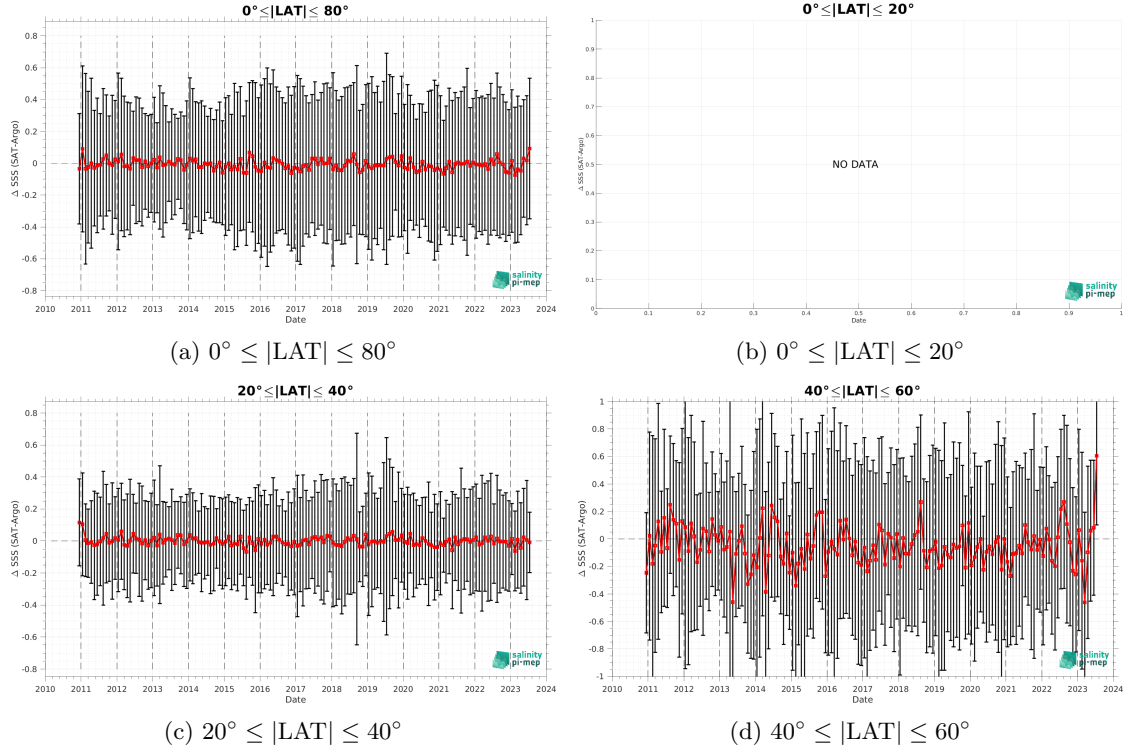 0°≤|LAT|≤ 80°
Δ SSS (SAT-Argo)
0.8
0.6
0.4
0.2
0
-0.2
-0.4
-0.6
-0.8
2010 2011 2012 2013 2014 2015 2016 2017 2018 2019 2020 2021 2022 2023 2024
Date
salinity
pi-mep
(a) 0° ≤ |LAT| ≤ 80°
0°≤|LAT|≤ 20°
Δ SSS (SAT-Argo)
1
0.9
0.8
0.7
0.6
0.5
0.4
0.3
0.2
0.1
0
NO DATA
0 0.1 0.2 0.3 0.4 0.5 0.6 0.7 0.8 0.9 1
Date
salinity
pi-mep
(b) 0° ≤ |LAT| ≤ 20°
20°≤|LAT|≤ 40°
Δ SSS (SAT-Argo)
0.8
0.6
0.4
0.2
0
-0.2
-0.4
-0.6
-0.8
2010 2011 2012 2013 2014 2015 2016 2017 2018 2019 2020 2021 2022 2023 2024
Date
salinity
pi-mep
(c) 20° ≤ |LAT| ≤ 40°
40°≤|LAT|≤ 60°
Δ SSS (SAT-Argo)
1
0.8
0.6
0.4
0.2
0
-0.2
-0.4
-0.6
-0.8
-1
2010 2011 2012 2013 2014 2015 2016 2017 2018 2019 2020 2021 2022 2023 2024
Date
salinity
pi-mep
(d) 40° ≤ |LAT| ≤ 60°